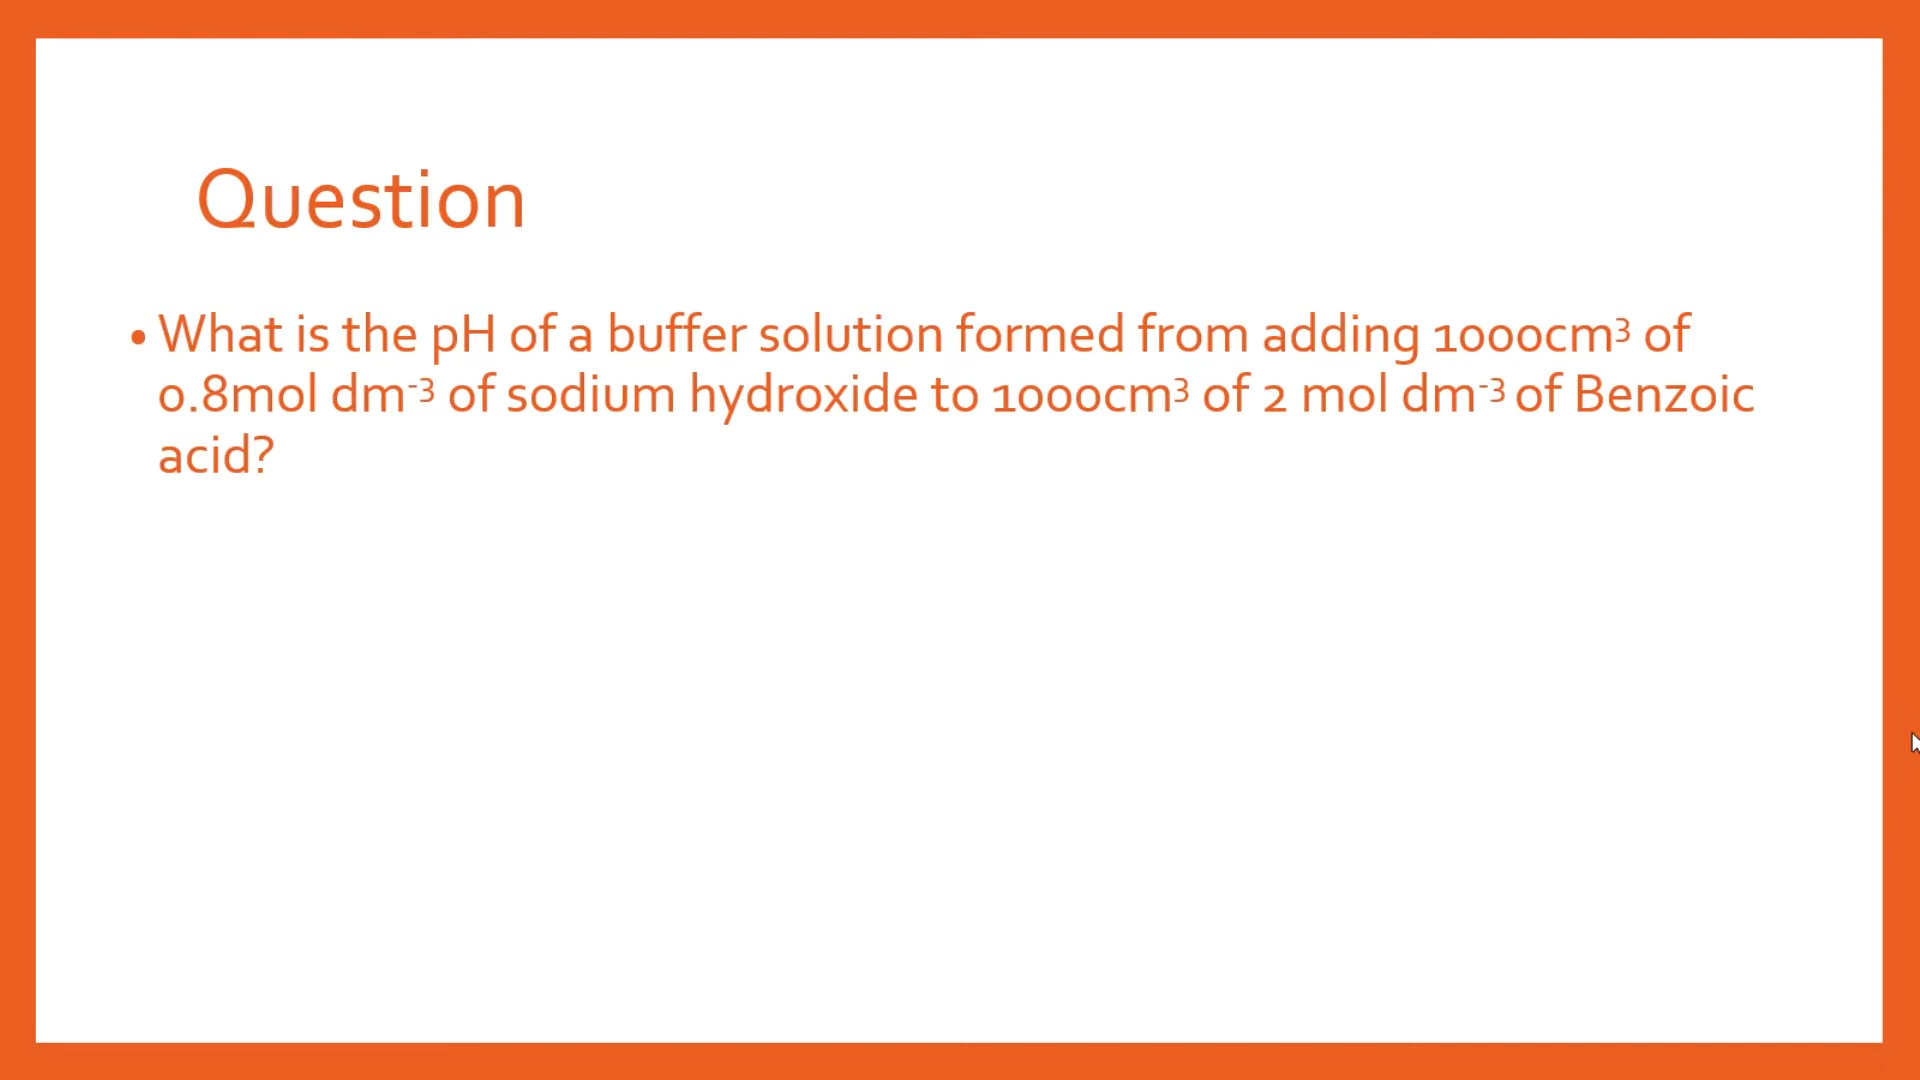 Question
• What is the pH of a buffer solution formed from adding 1000cm³ of
0.8mol dm⁻³ of sodium hydroxide to 1000cm³ of 2 mol dm⁻³ of Benzoic
acid?